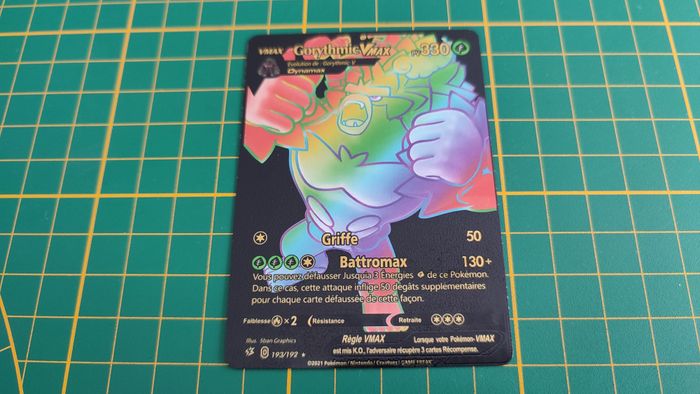 VMAX Gorythmic VMAX PV 330
Evolution de : Gorythmic V
Dynamax
Griffe 50
Battromax 130+
Vous pouvez défausser Jusquià 3 Énergies de ce Pokémon.
Dans ce cas, cette attaque inflige 50 dégâts supplémentaires
pour chaque carte défaussée de cette façon.
Faiblesse ×2 Résistance Retraite
Règle VMAX Lorsque votre Pokémon-VMAX
est mis K.O., l'adversaire récupère 3 cartes Récompense.
Illus. 5ban Graphics
193/192
©2021 Pokémon / Nintendo / Creatures / GAME FREAK